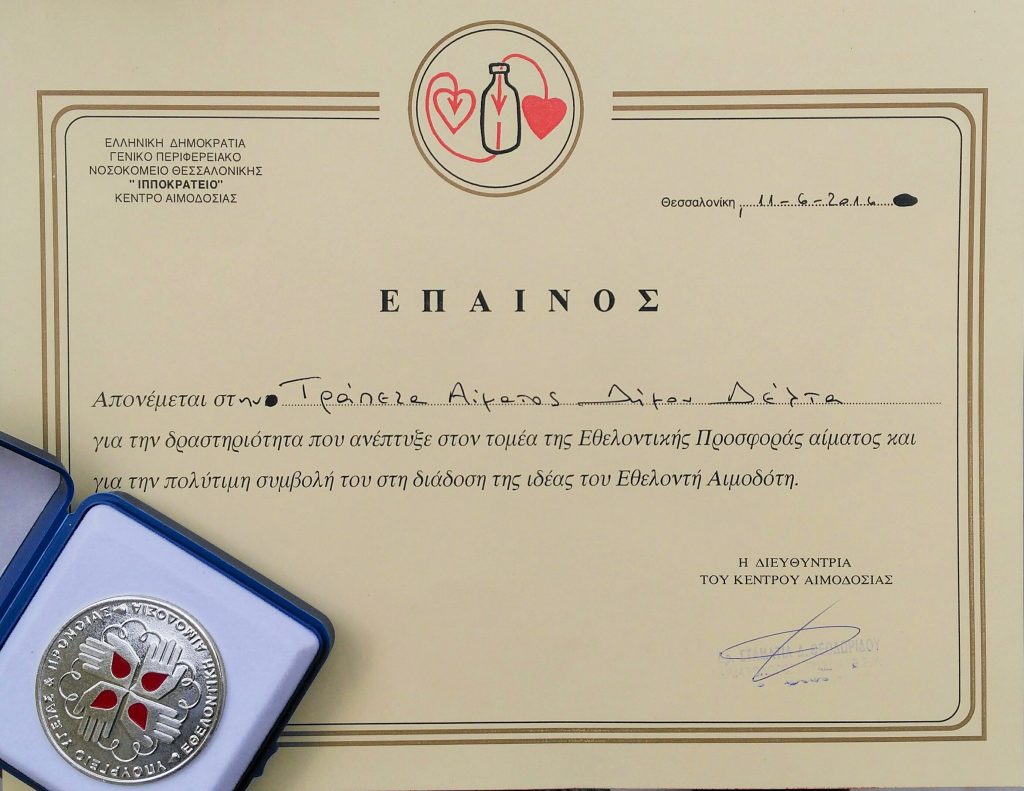 ΕΛΛΗΝΙΚΗ ΔΗΜΟΚΡΑΤΙΑ
ΓΕΝΙΚΟ ΠΕΡΙΦΕΡΕΙΑΚΟ
ΝΟΣΟΚΟΜΕΙΟ ΘΕΣΣΑΛΟΝΙΚΗΣ
"ΙΠΠΟΚΡΑΤΕΙΟ"
ΚΕΝΤΡΟ ΑΙΜΟΔΟΣΙΑΣ
Θεσσαλονίκη, 11-6-2016
ΕΠΑΙΝΟΣ
Απονέμεται στην Τράπεζα Αίματος Δήμου Δέλτα
για την δραστηριότητα που ανέπτυξε στον τομέα της Εθελοντικής Προσφοράς αίματος και
για την πολύτιμη συμβολή του στη διάδοση της ιδέας του Εθελοντή Αιμοδότη.
Η ΔΙΕΥΘΥΝΤΡΙΑ
ΤΟΥ ΚΕΝΤΡΟΥ ΑΙΜΟΔΟΣΙΑΣ
ΘΕΟΔΩΡΙΔΟΥ
ΥΠΟΥΡΓΕΙΟ ΥΓΕΙΑΣ & ΠΡΟΝΟΙΑΣ
ΕΘΕΛΟΝΤΙΚΗ ΑΙΜΟΔΟΣΙΑ